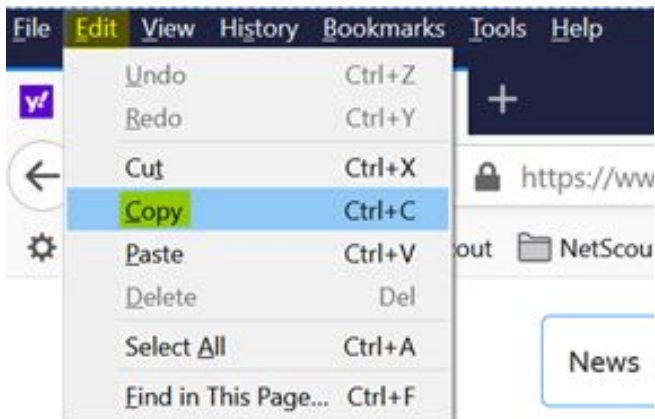 File Edit View History Bookmarks Tools Help
Undo Ctrl+Z
y!
Redo Ctrl+Y
Cut Ctrl+X
https://ww
Copy Ctrl+C
Paste Ctrl+V
out NetScou
Delete Del
Select All Ctrl+A
News
Find in This Page... Ctrl+F